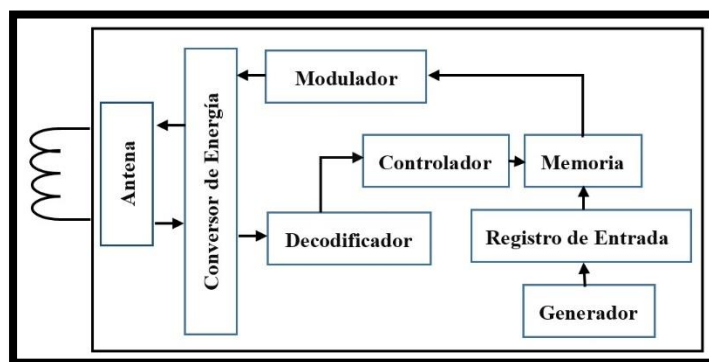 Modulador
Antena
Conversor de Energía
Controlador
Memoria
Decodificador
Registro de Entrada
Generador